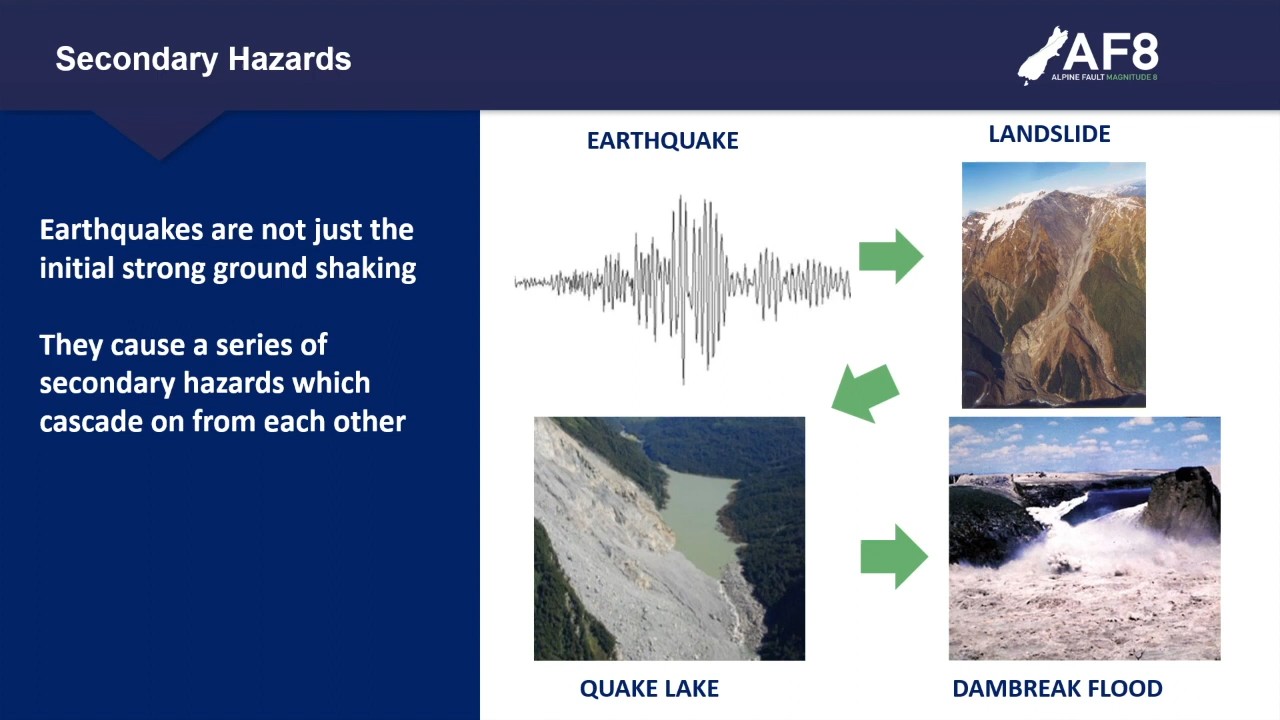 Secondary Hazards
AF8
ALPINE FAULT MAGNITUDE 8
Earthquakes are not just the
initial strong ground shaking
They cause a series of
secondary hazards which
cascade on from each other
EARTHQUAKE
LANDSLIDE
QUAKE LAKE
DAMBREAK FLOOD